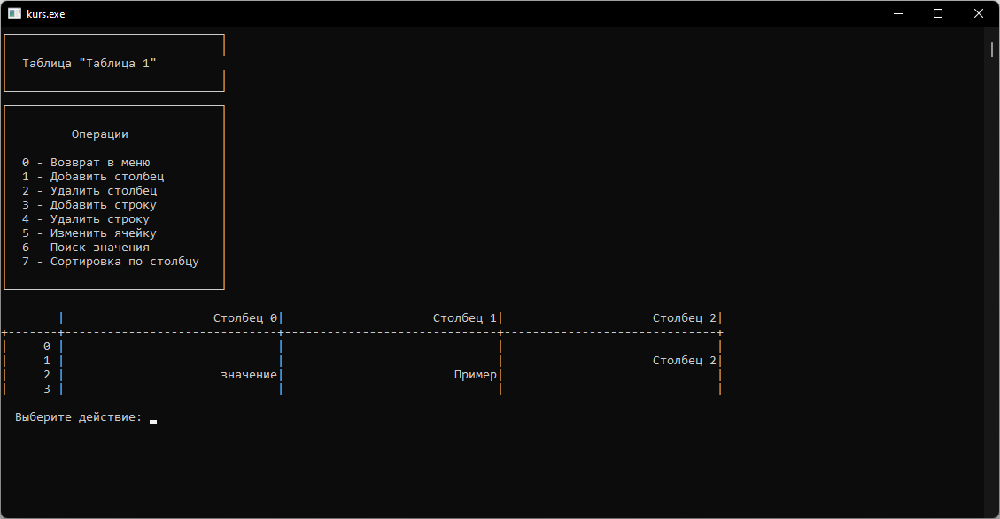 kurs.exe
Таблица "Таблица 1"
Операции
0 - Возврат в меню
1 - Добавить столбец
2 - Удалить столбец
3 - Добавить строку
4 - Удалить строку
5 - Изменить ячейку
6 - Поиск значения
7 - Сортировка по столбцу
| Столбец 0| Столбец 1| Столбец 2|
+-------+------------------------------+------------------------------+------------------------------+
| 0 | | | |
| 1 | | | Столбец 2|
| 2 | значение| Пример| |
| 3 | | | |
Выберите действие: